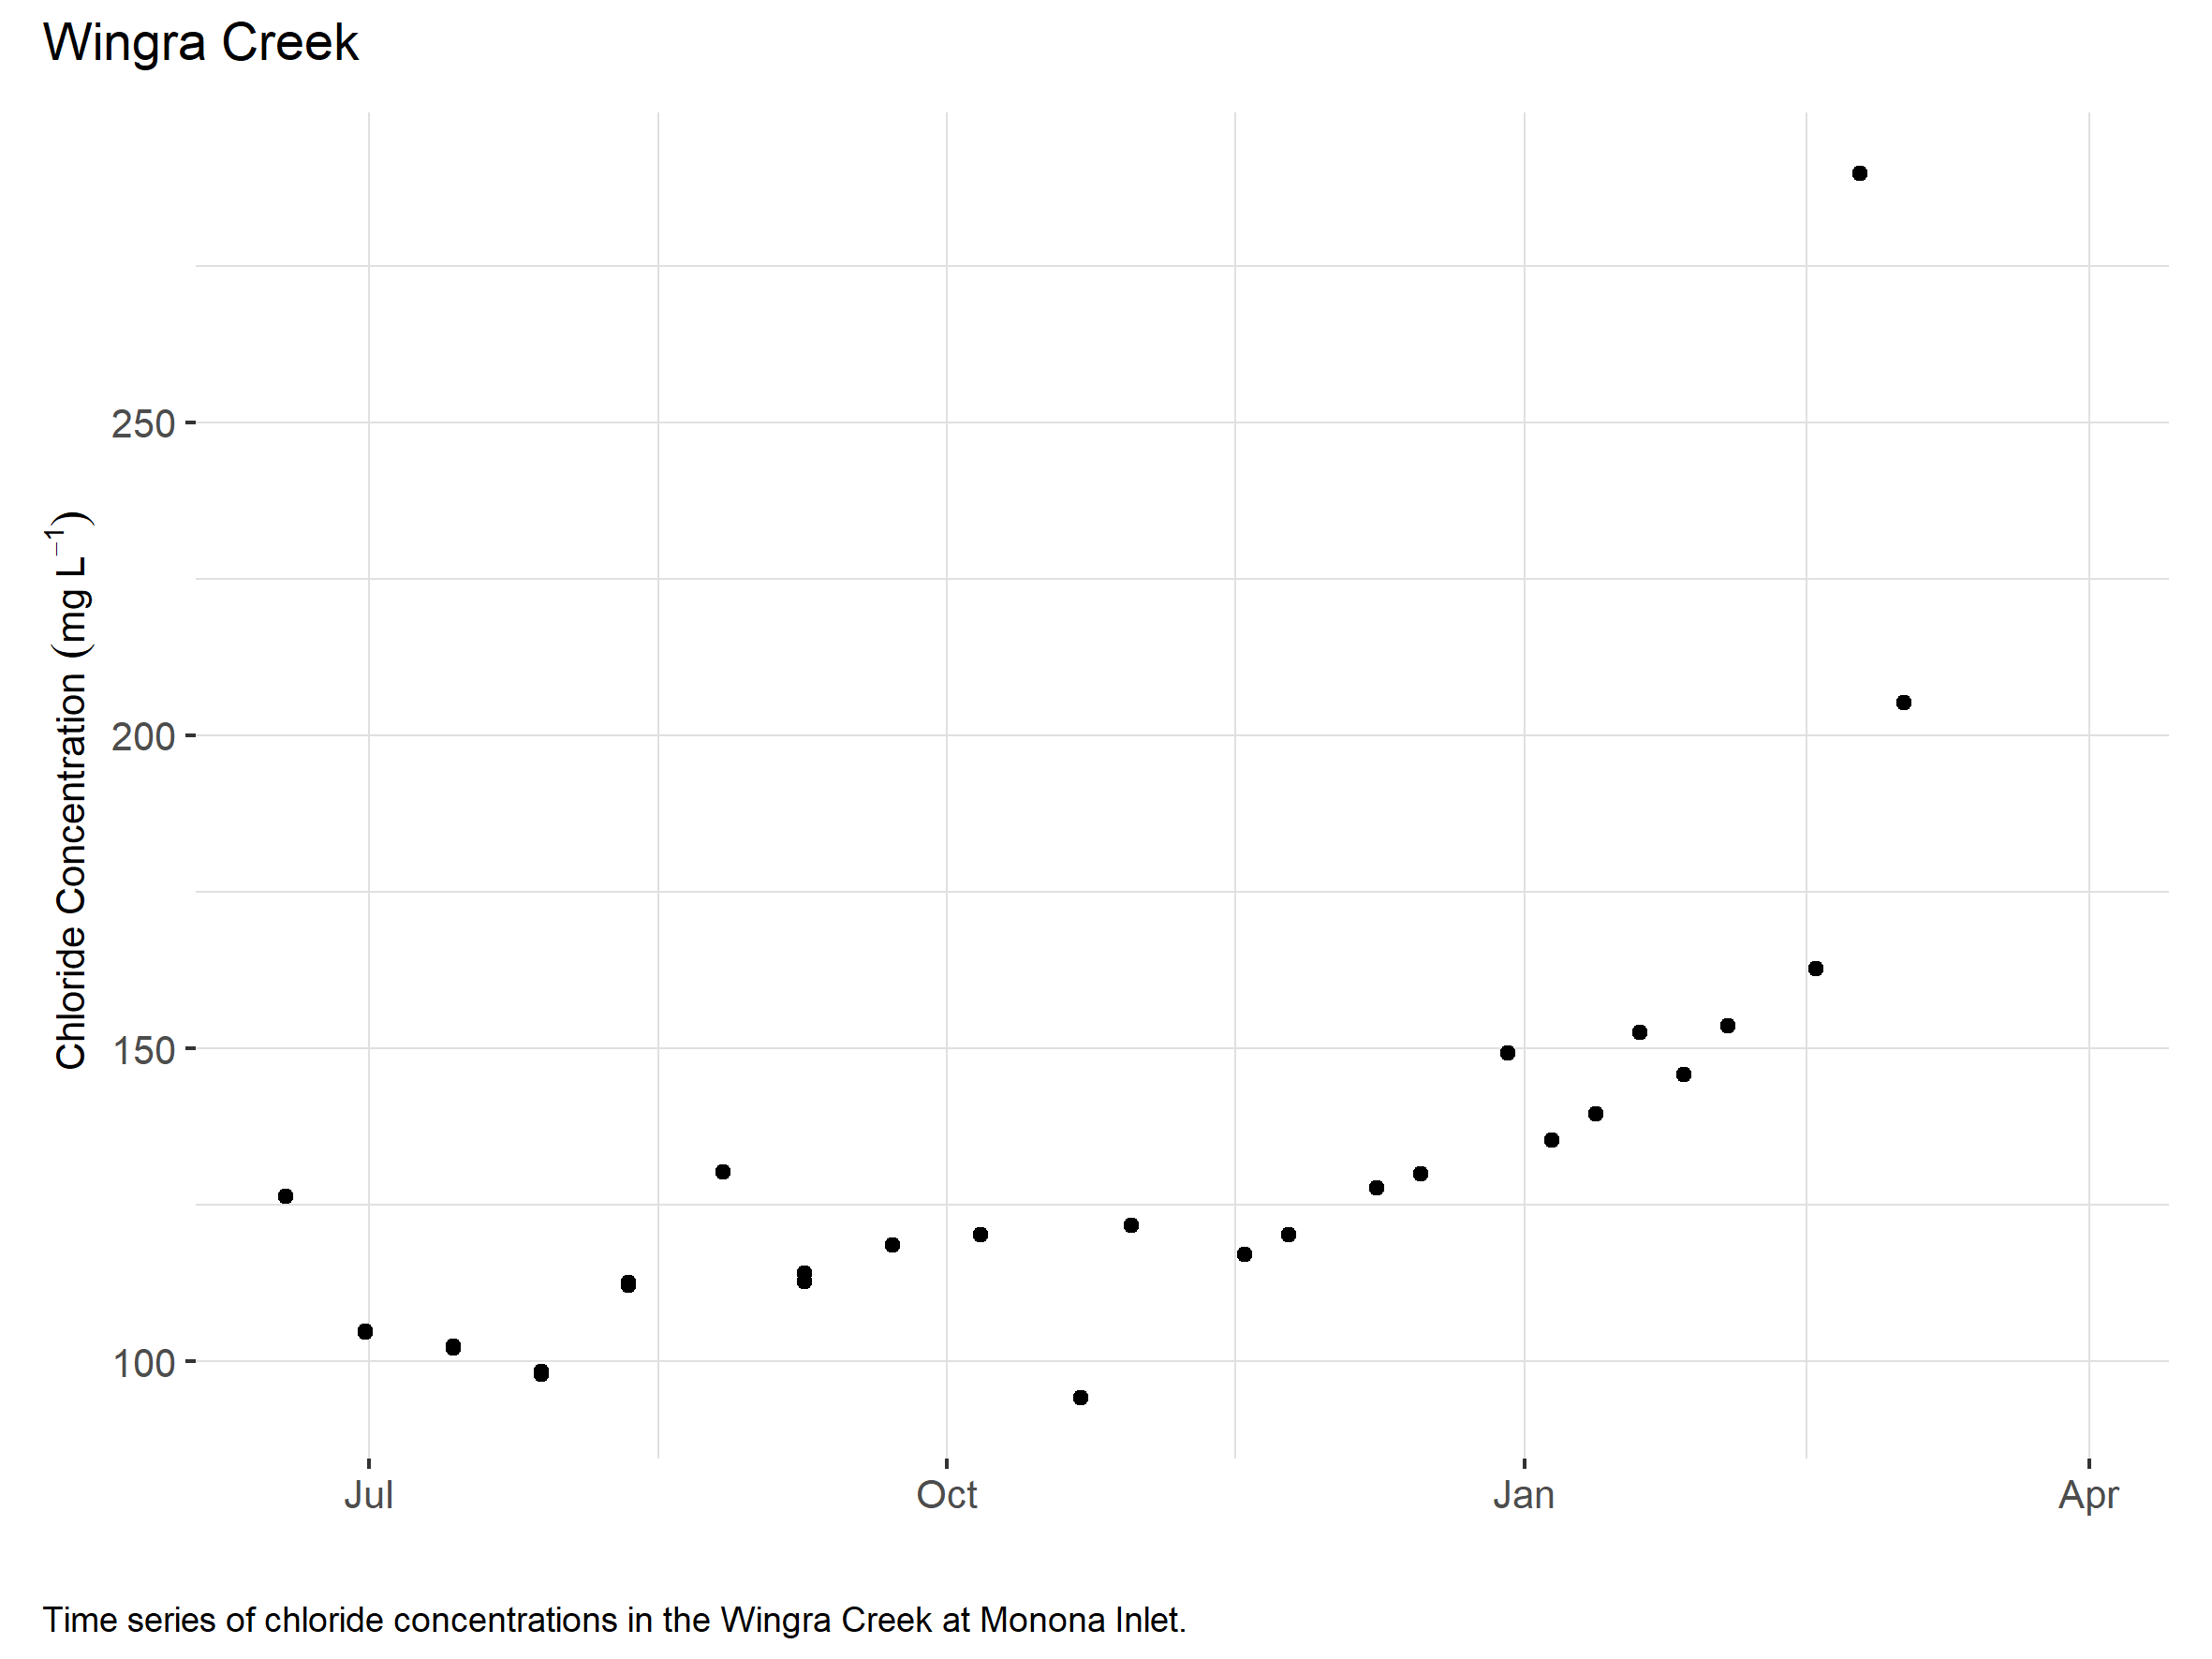 Wingra Creek
Chloride Concentration (mg L⁻¹)
250
200
150
100
Jul Oct Jan Apr
Time series of chloride concentrations in the Wingra Creek at Monona Inlet.